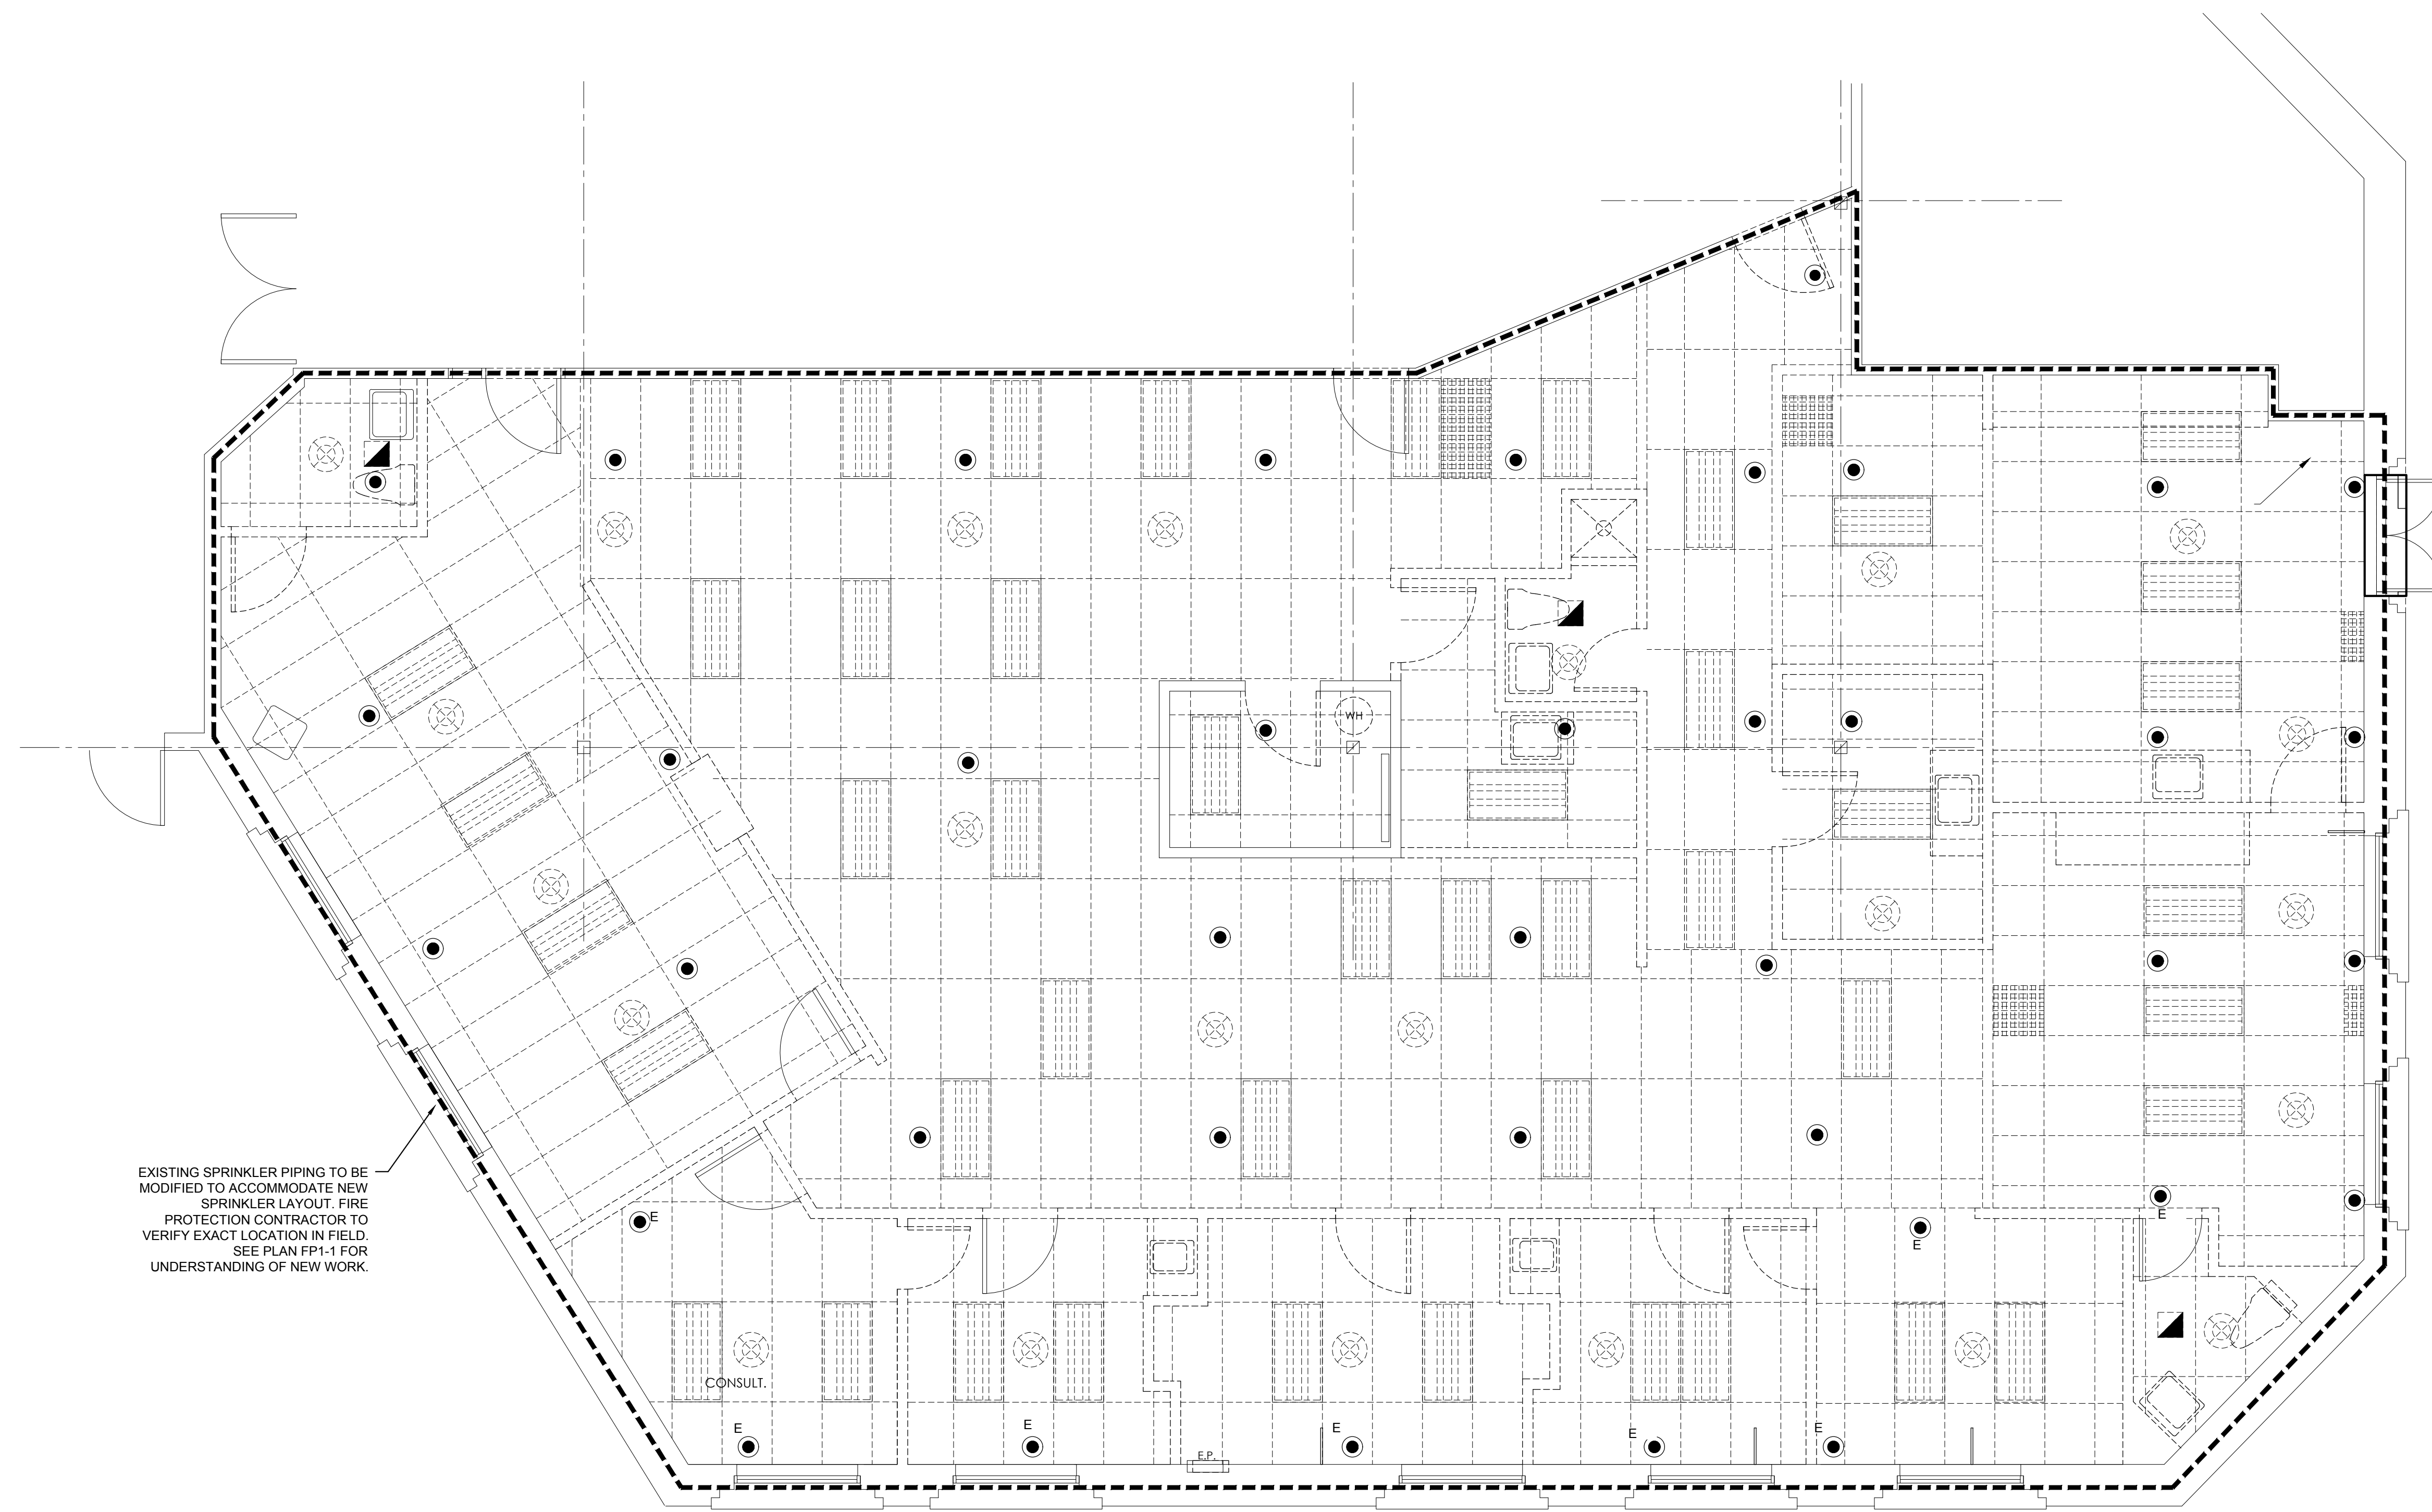 WH
EXISTING SPRINKLER PIPING TO BE
MODIFIED TO ACCOMMODATE NEW
SPRINKLER LAYOUT. FIRE
PROTECTION CONTRACTOR TO
VERIFY EXACT LOCATION IN FIELD.
SEE PLAN FP1-1 FOR
UNDERSTANDING OF NEW WORK.
E
E
E
CONSULT.
E
E
E
E
E
E.P.